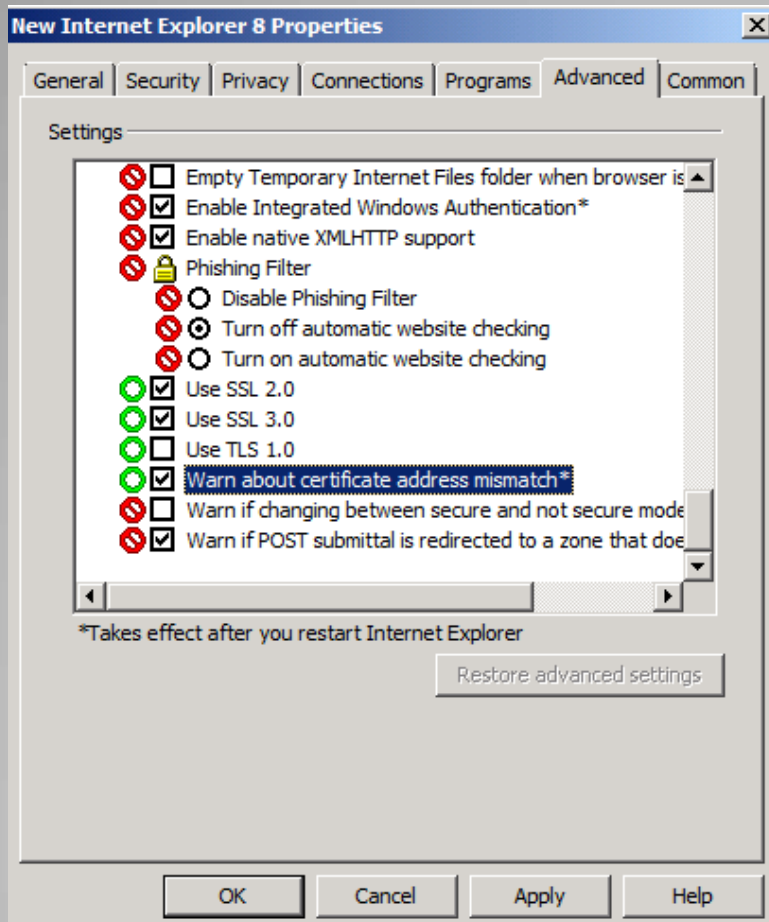 New Internet Explorer 8 Properties
General Security Privacy Connections Programs Advanced Common
Settings
Empty Temporary Internet Files folder when browser is
Enable Integrated Windows Authentication*
Enable native XMLHTTP support
Phishing Filter
Disable Phishing Filter
Turn off automatic website checking
Turn on automatic website checking
Use SSL 2.0
Use SSL 3.0
Use TLS 1.0
Warn about certificate address mismatch*
Warn if changing between secure and not secure mode
Warn if POST submittal is redirected to a zone that doe
*Takes effect after you restart Internet Explorer
Restore advanced settings
OK Cancel Apply Help